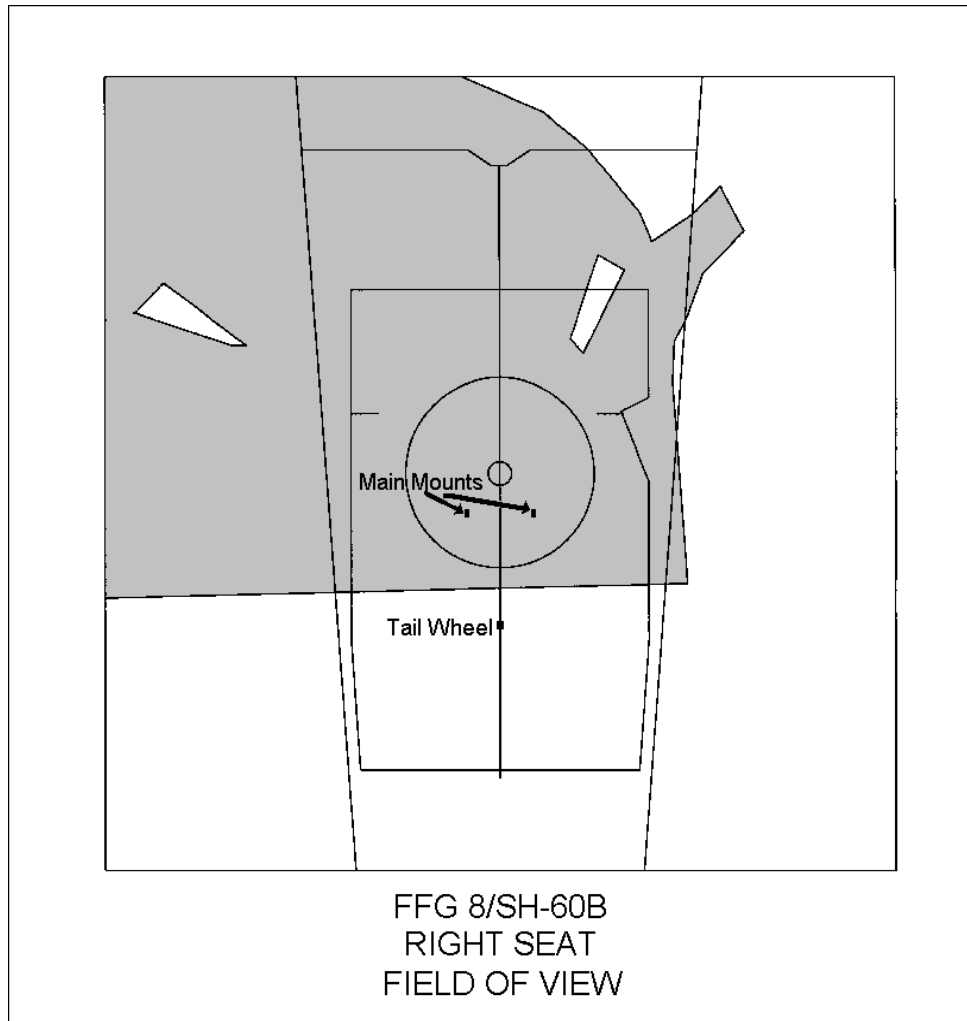 Main Mounts
Tail Wheel
FFG 8/SH-60B
RIGHT SEAT
FIELD OF VIEW